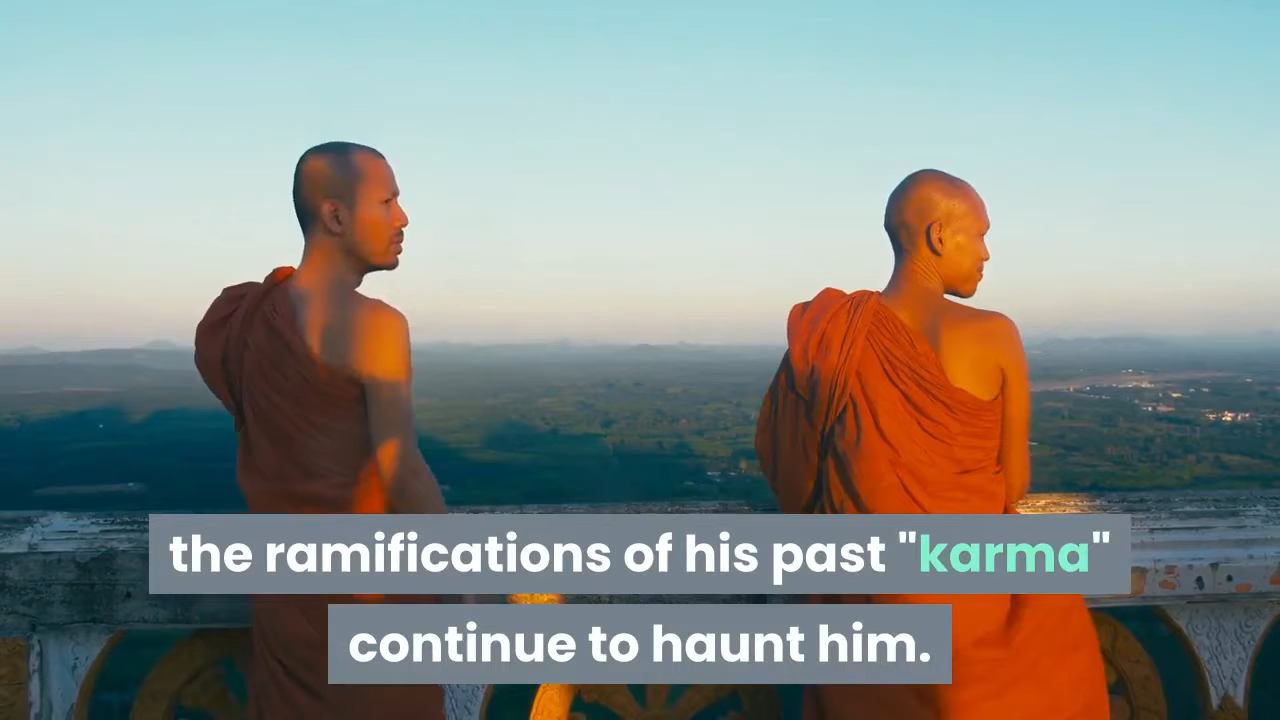 the ramifications of his past "karma"
continue to haunt him.